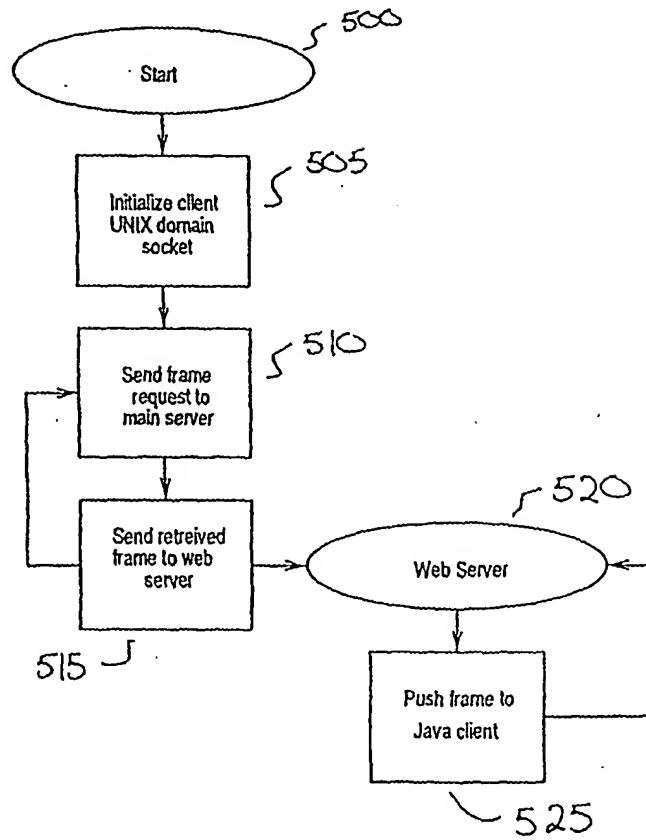 500
Start
505
Initialize client
UNIX domain
socket
510
Send frame
request to
main server
520
Send retreived
frame to web
server
Web Server
515
Push frame to
Java client
525